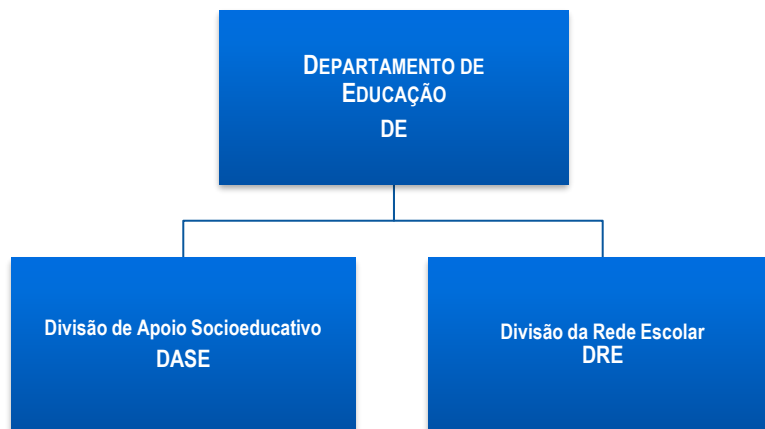 DEPARTAMENTO DE
EDUCAÇÃO
DE
Divisão de Apoio Socioeducativo
DASE
Divisão da Rede Escolar
DRE